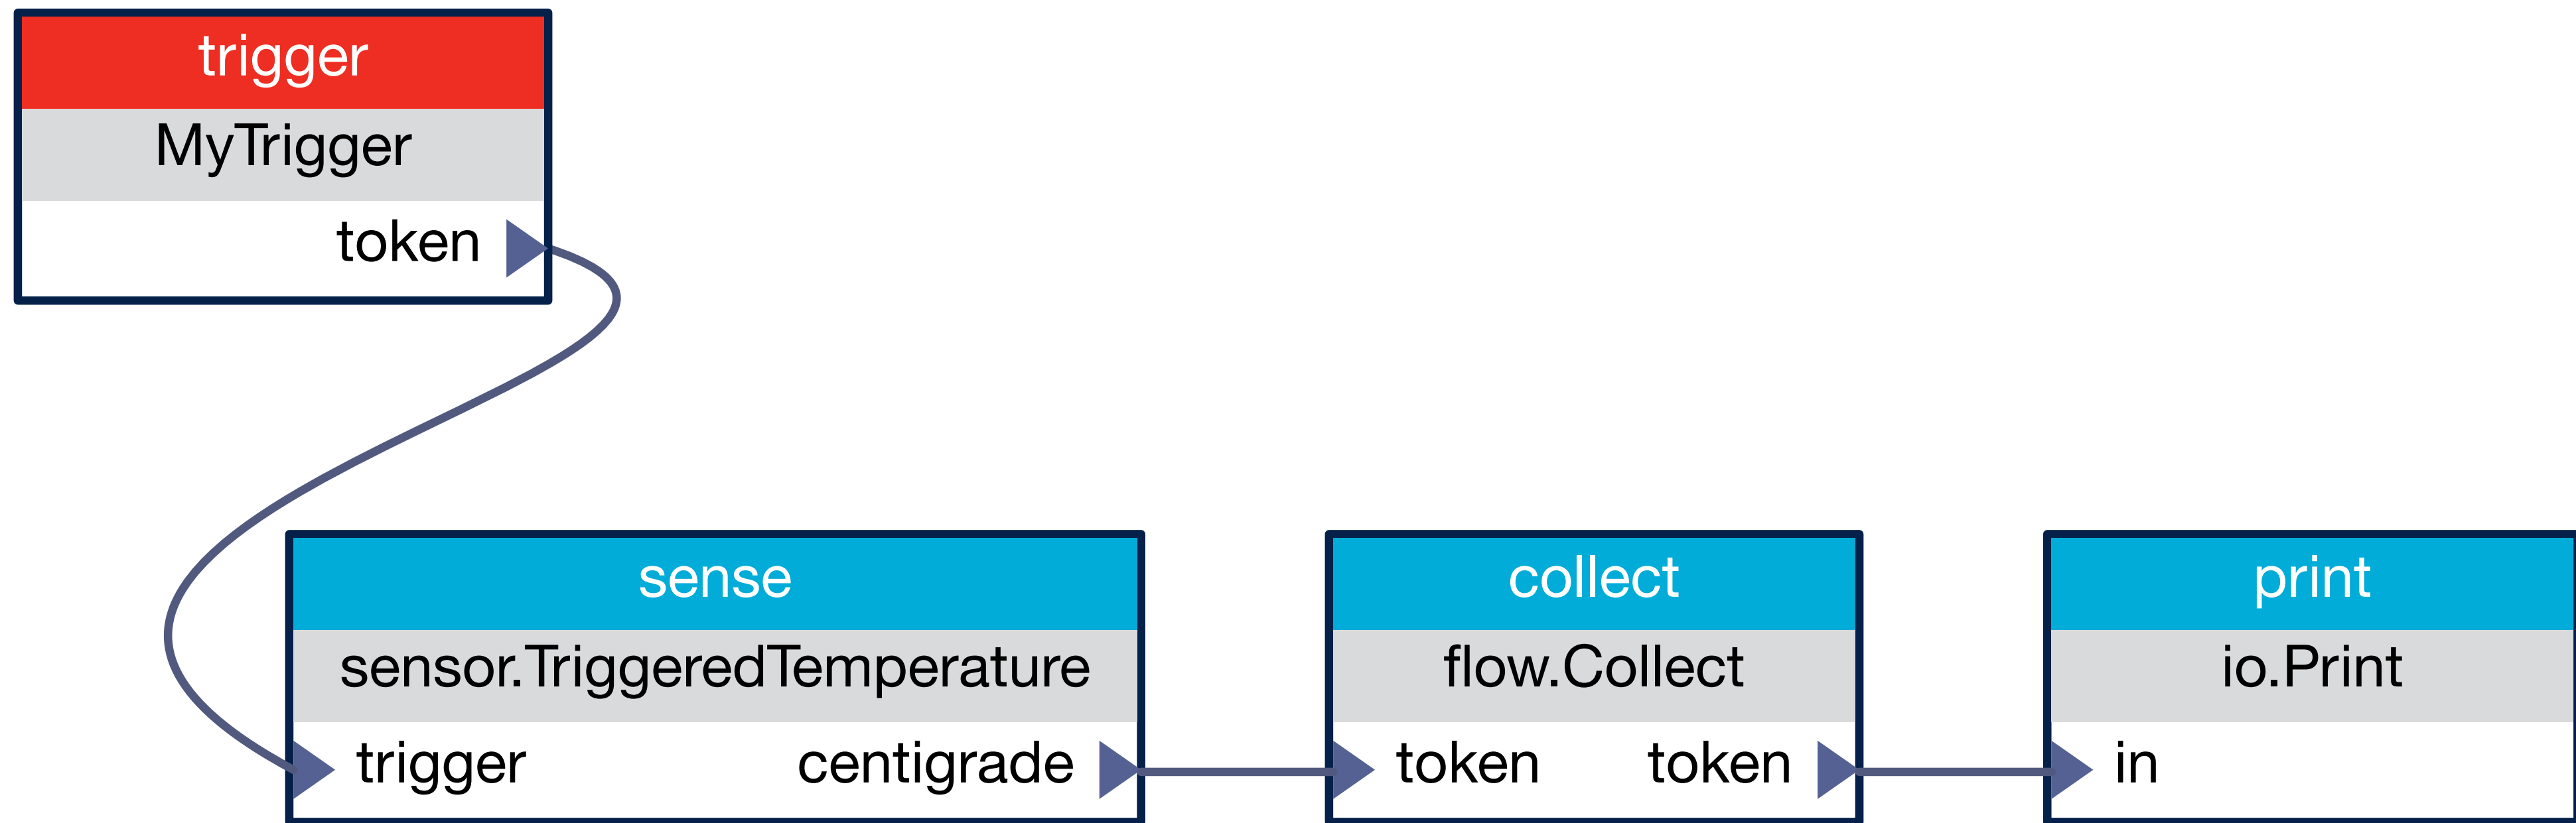 trigger
MyTrigger
token
sense
sensor.TriggeredTemperature
trigger centigrade
collect
flow.Collect
token token
print
io.Print
in